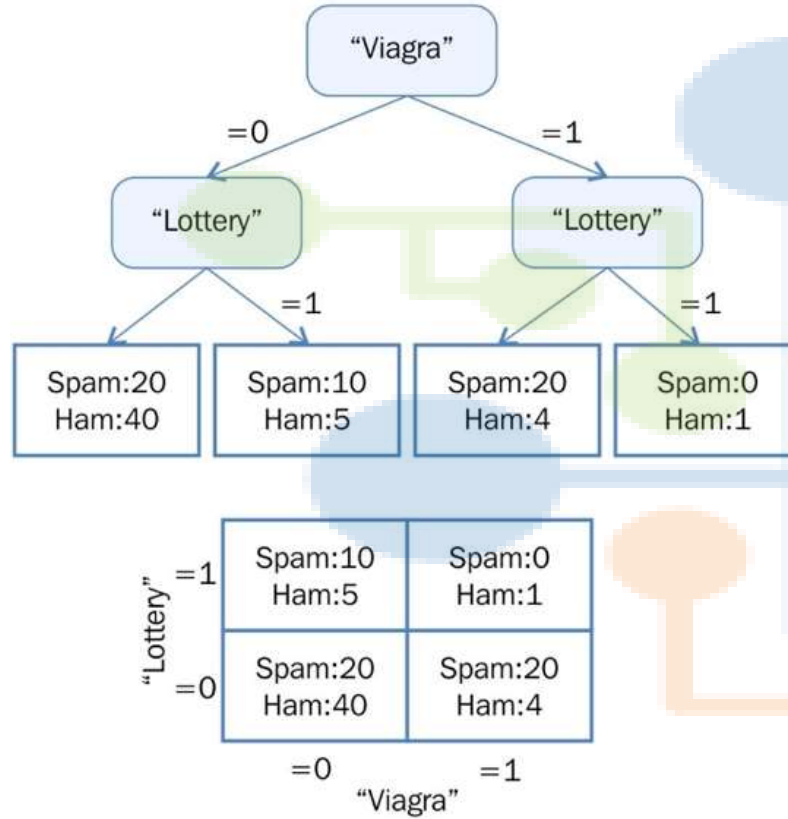 “Viagra”
=0
=1
“Lottery”
“Lottery”
=1
=1
Spam:20
Ham:40
Spam:10
Ham:5
Spam:20
Ham:4
Spam:0
Ham:1
“Lottery”
=1
Spam:10
Ham:5
Spam:0
Ham:1
=0
Spam:20
Ham:40
Spam:20
Ham:4
=0
=1
“Viagra”